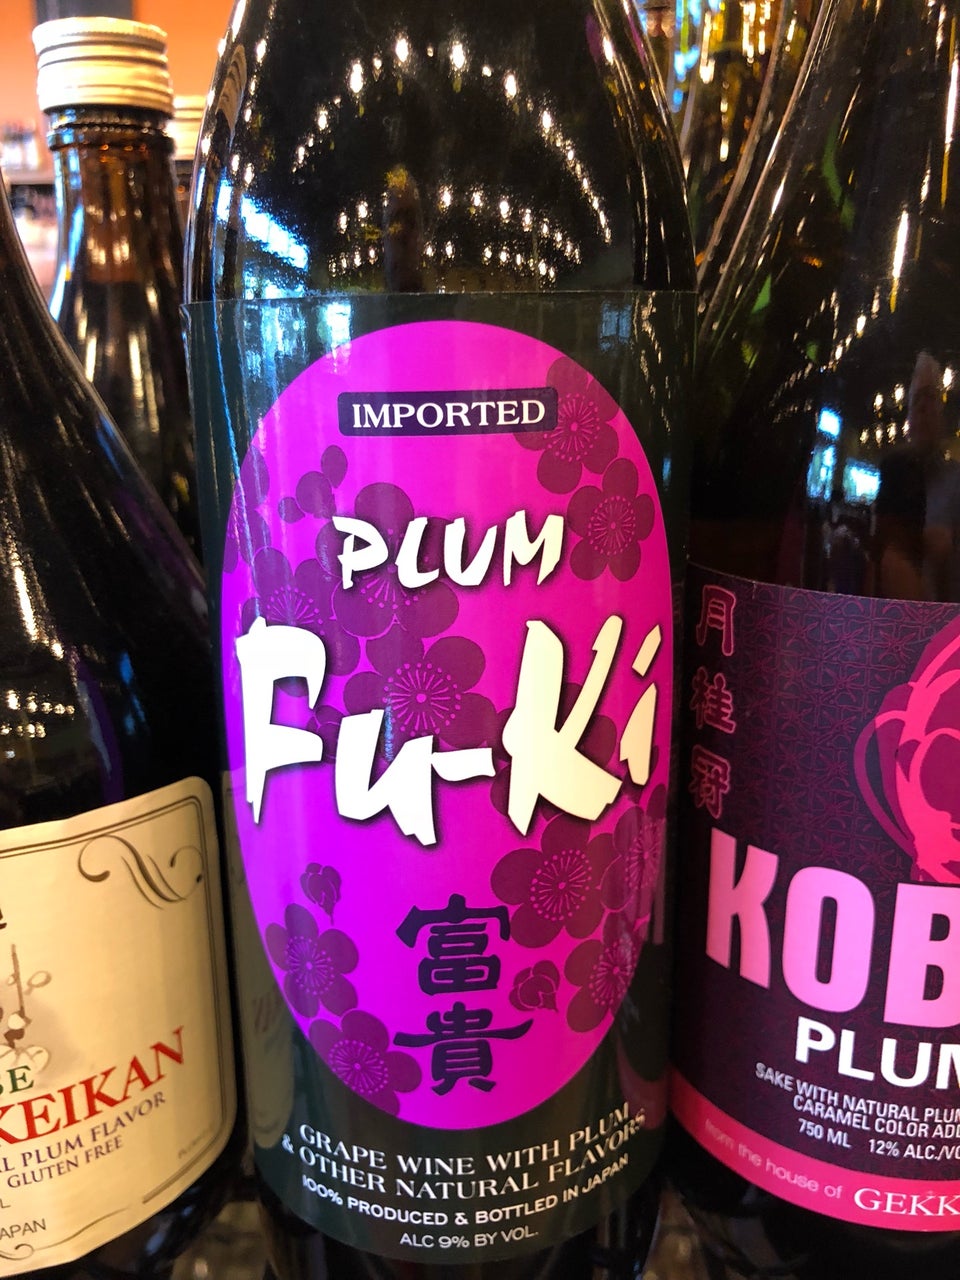 IMPORTED
PLUM
Fu-Ki
富
貴
GRAPE WINE WITH PLUM
& OTHER NATURAL FLAVORS
100% PRODUCED & BOTTLED IN JAPAN
ALC 9% BY VOL.
KEIKAN
PLUM FLAVOR
GLUTEN FREE
JAPAN
月
桂
冠
KOB
PLUM
SAKE WITH NATURAL PLUM
CARAMEL COLOR ADD
750 ML 12% ALC./VO
from the house of GEKK